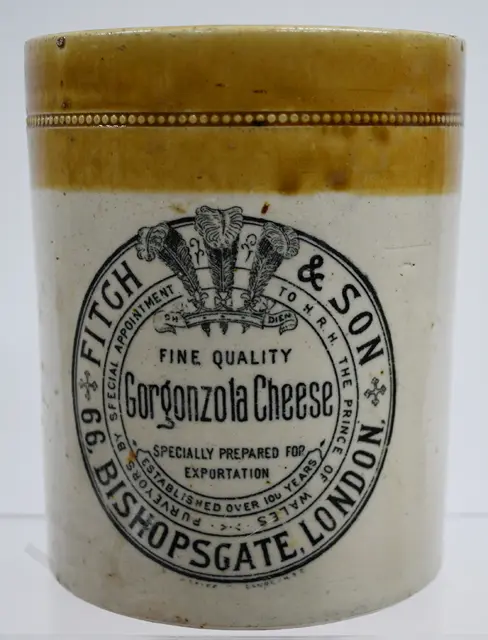 FITCH & SON
66, BISHOPSGATE, LONDON.
PURVEYORS BY SPECIAL APPOINTMENT TO H.R.H. THE PRINCE OF WALES
ICH DIEN
FINE QUALITY
Gorgonzola Cheese
SPECIALLY PREPARED FOR
EXPORTATION
ESTABLISHED OVER 100 YEARS